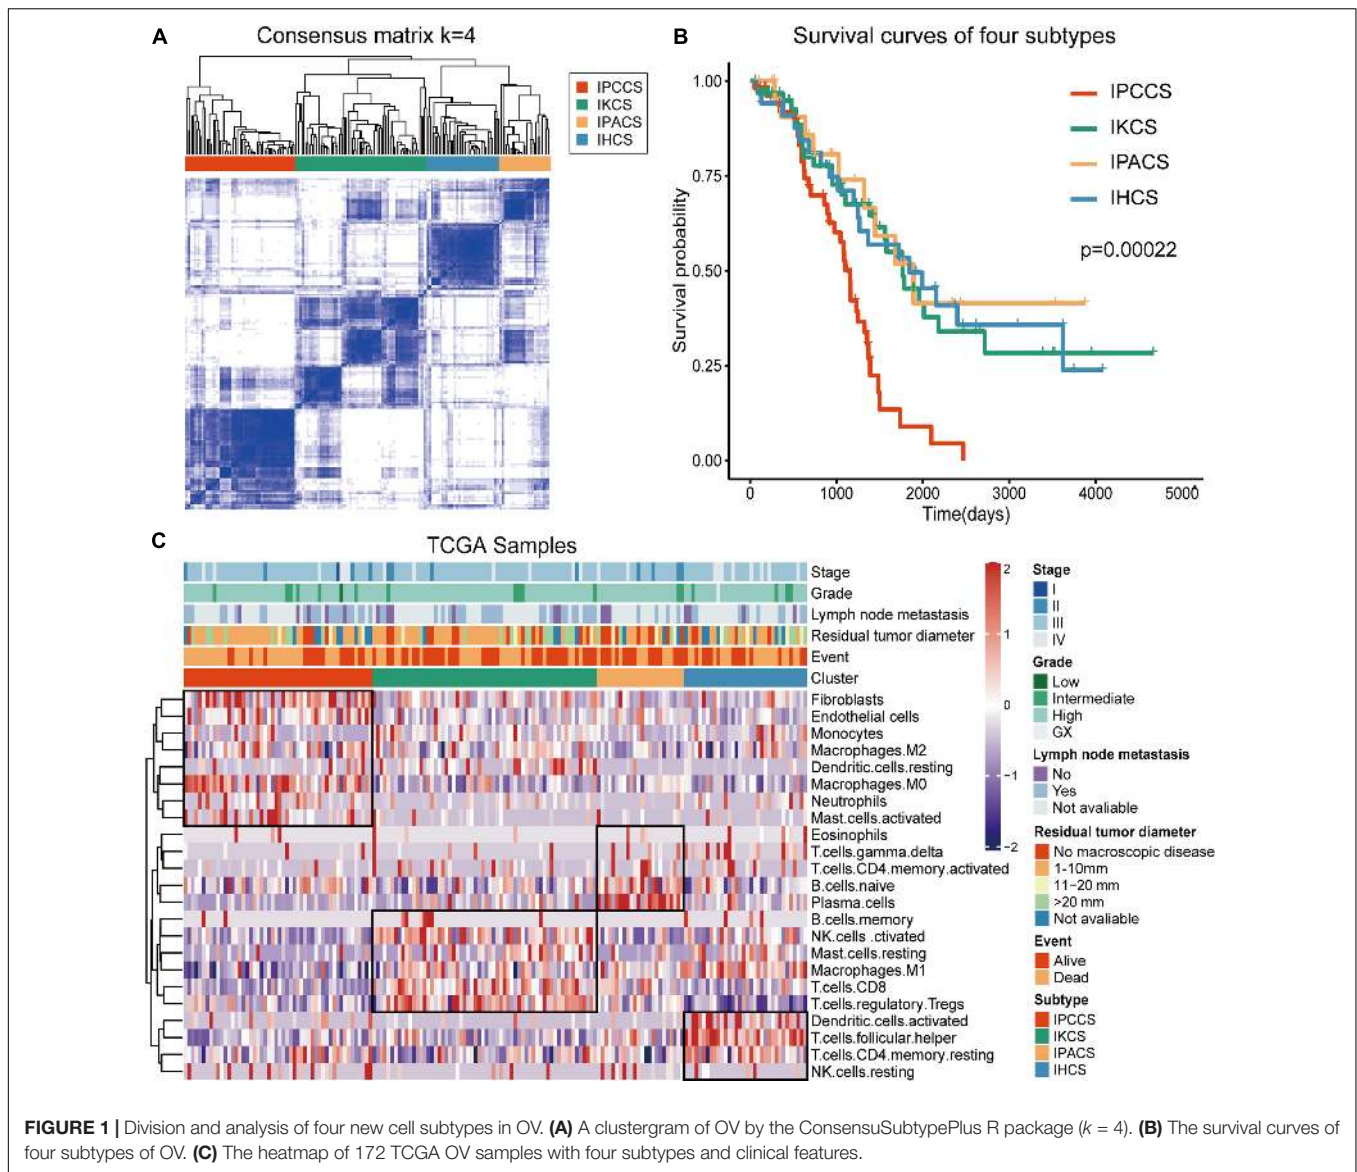 A
Consensus matrix k=4
IPCCS
IKCS
IPACS
IHCS
B
Survival curves of four subtypes
1.00
0.75
0.50
0.25
0.00
Survival probability
0
1000
2000
3000
4000
5000
Time(days)
IPCCS
IKCS
IPACS
IHCS
p=0.00022
C
TCGA Samples
Stage
Grade
Lymph node metastasis
Residual tumor diameter
Event
Cluster
Fibroblasts
Endothelial cells
Monocytes
Macrophages.M2
Dendritic.cells.resting
Macrophages.M0
Neutrophils
Mast.cells.activated
Eosinophils
T.cells.gamma.delta
T.cells.CD4.memory.activated
B.cells.naive
Plasma.cells
B.cells.memory
NK.cells .ctivated
Mast.cells.resting
Macrophages.M1
T.cells.CD8
T.cells.regulatory.Tregs
Dendritic.cells.activated
T.cells.follicular.helper
T.cells.CD4.memory.resting
NK.cells.resting
2
1
0
−1
−2
Stage
I
II
III
IV
Grade
Low
Intermediate
High
GX
Lymph node metastasis
No
Yes
Not avaliable
Residual tumor diameter
No macroscopic disease
1-10mm
11−20 mm
>20 mm
Not avaliable
Event
Alive
Dead
Subtype
IPCCS
IKCS
IPACS
IHCS
FIGURE 1 | Division and analysis of four new cell subtypes in OV. (A) A clustergram of OV by the ConsensuSubtypePlus R package (k = 4). (B) The survival curves of
four subtypes of OV. (C) The heatmap of 172 TCGA OV samples with four subtypes and clinical features.